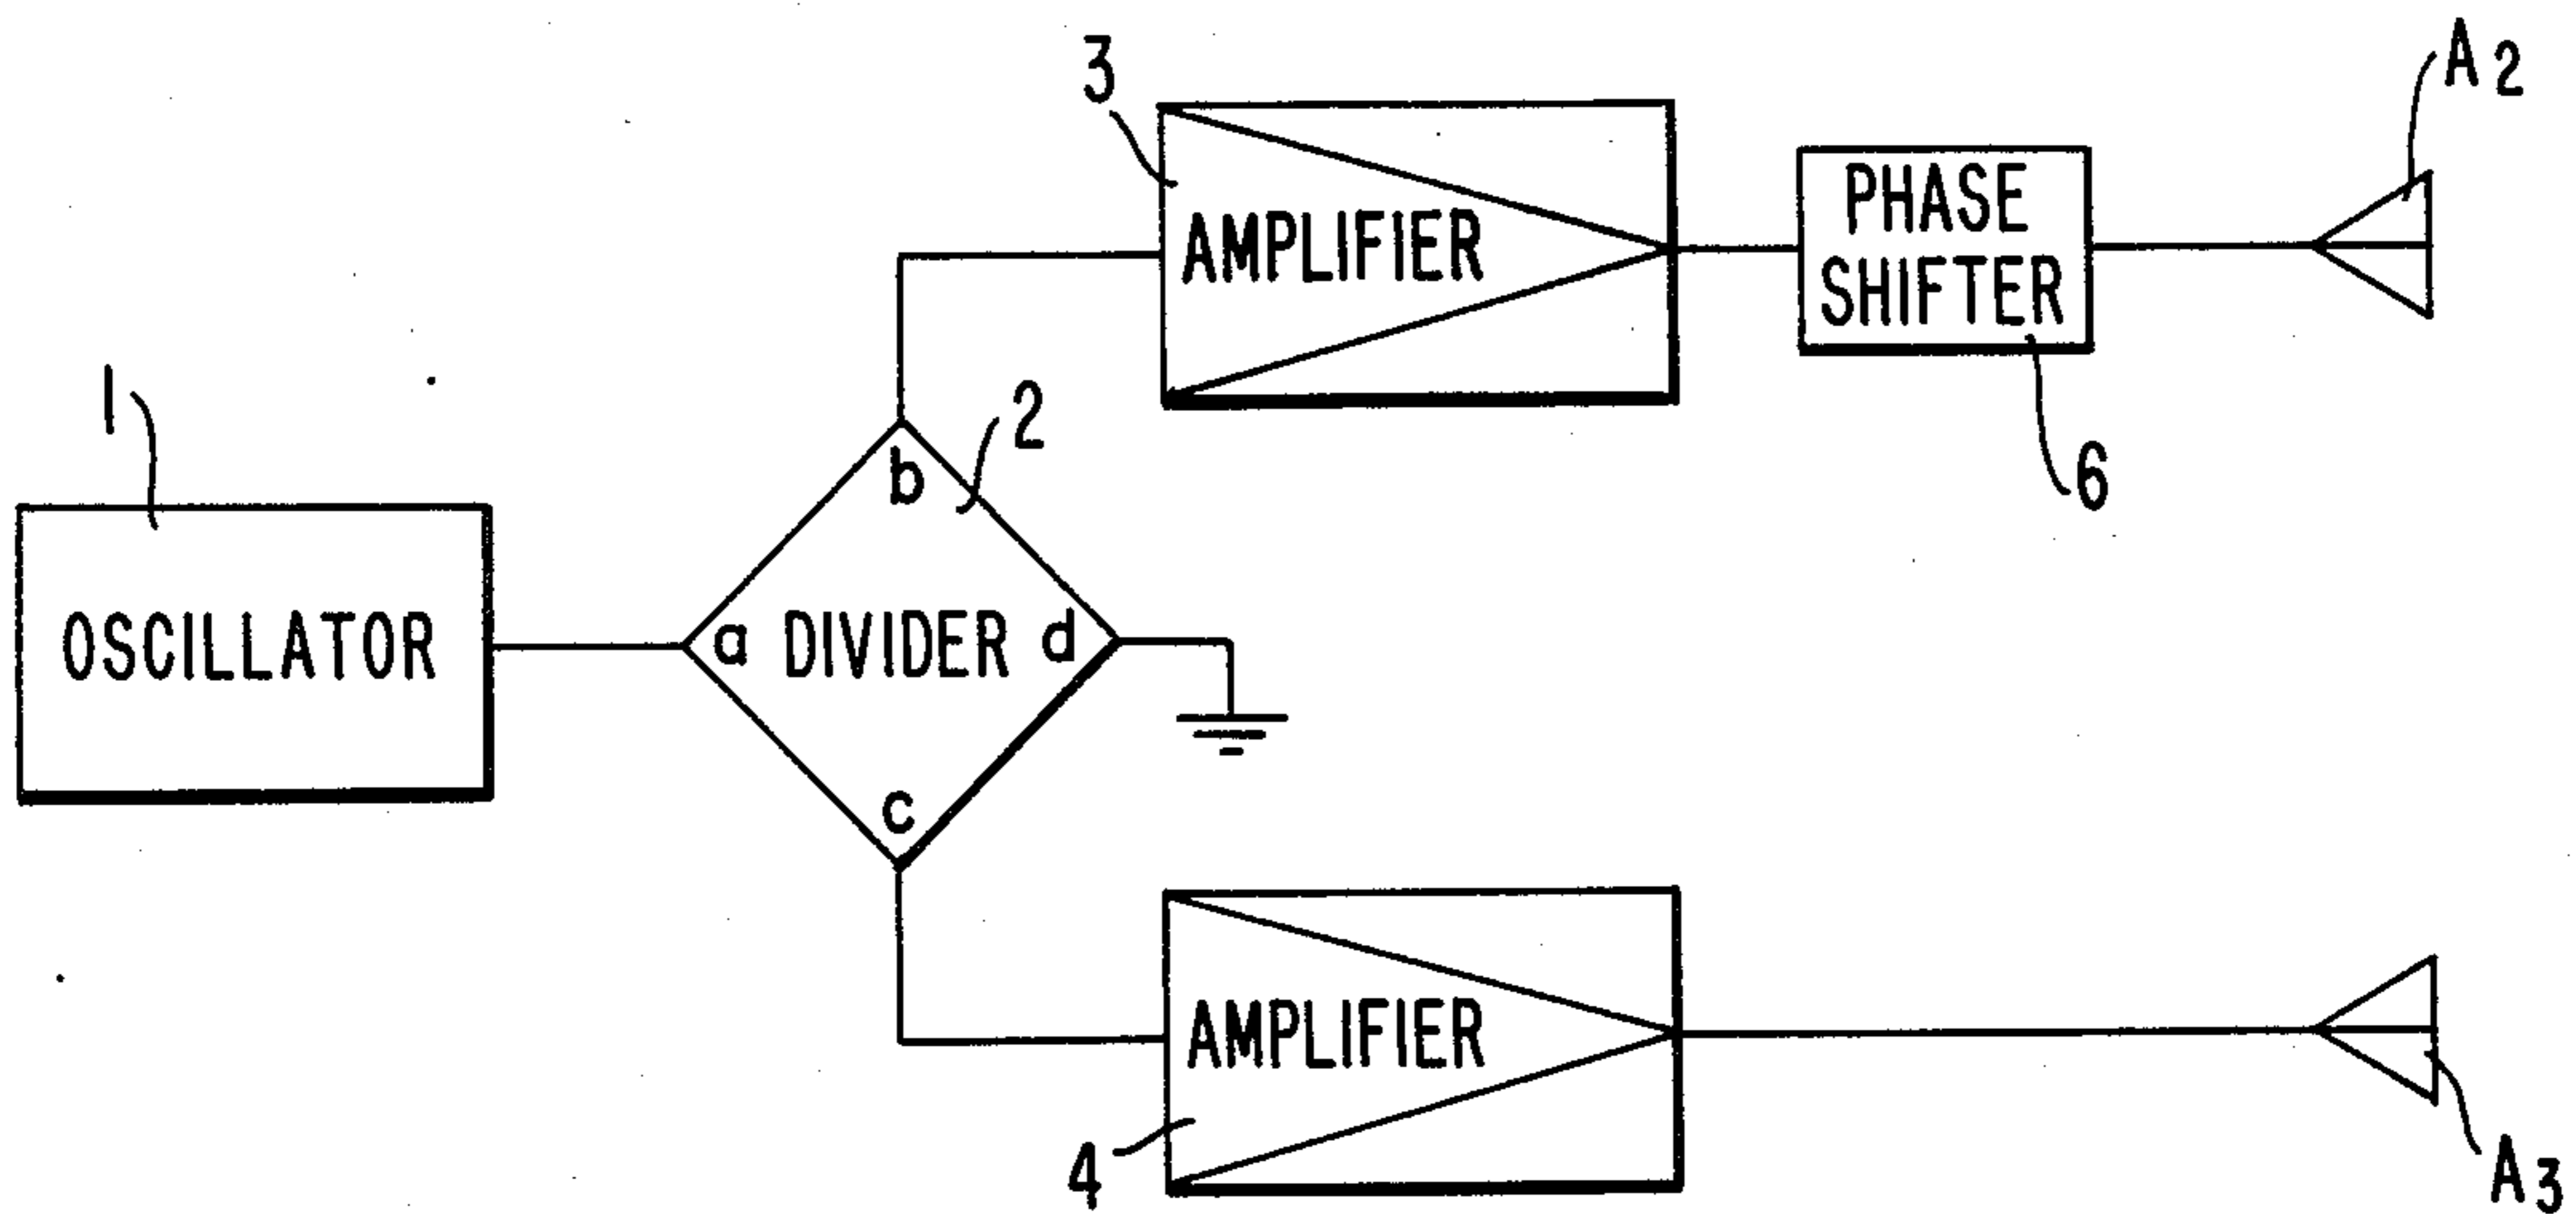 A2
3
PHASE
SHIFTER
AMPLIFIER
1
2
b
6
OSCILLATOR
a DIVIDER d
c
AMPLIFIER
4
A3